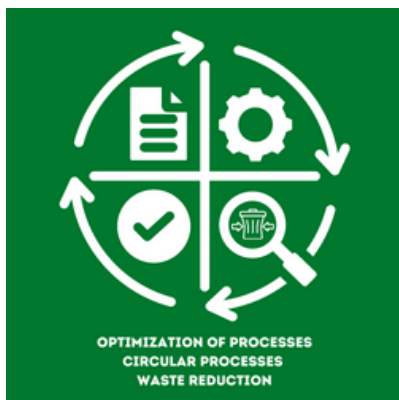 OPTIMIZATION OF PROCESSES
CIRCULAR PROCESSES
WASTE REDUCTION